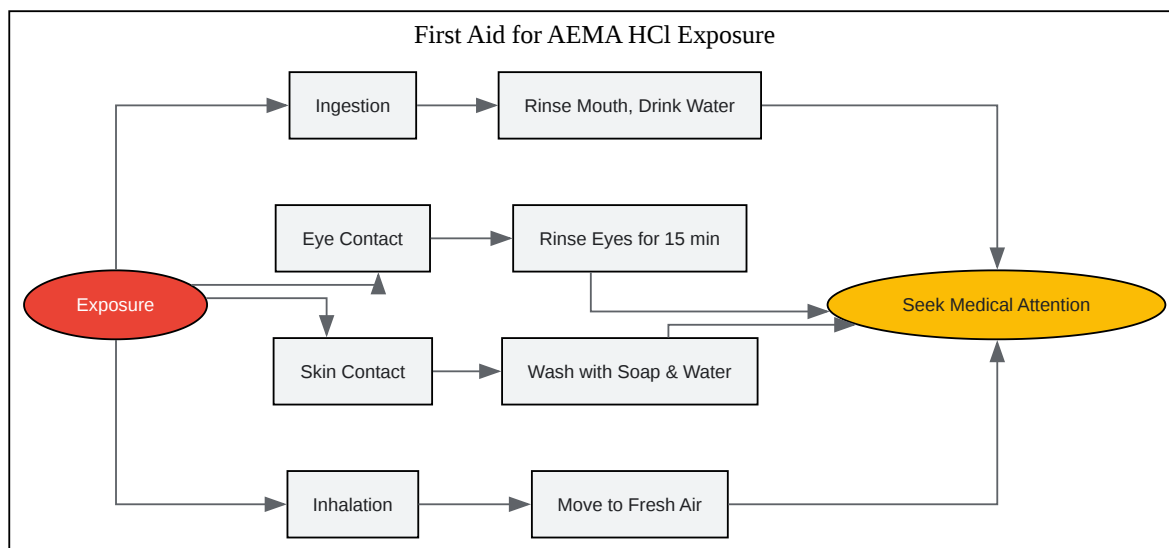 First Aid for AEMA HCl Exposure
Ingestion
Rinse Mouth, Drink Water
Eye Contact
Rinse Eyes for 15 min
Exposure
Seek Medical Attention
Skin Contact
Wash with Soap & Water
Inhalation
Move to Fresh Air